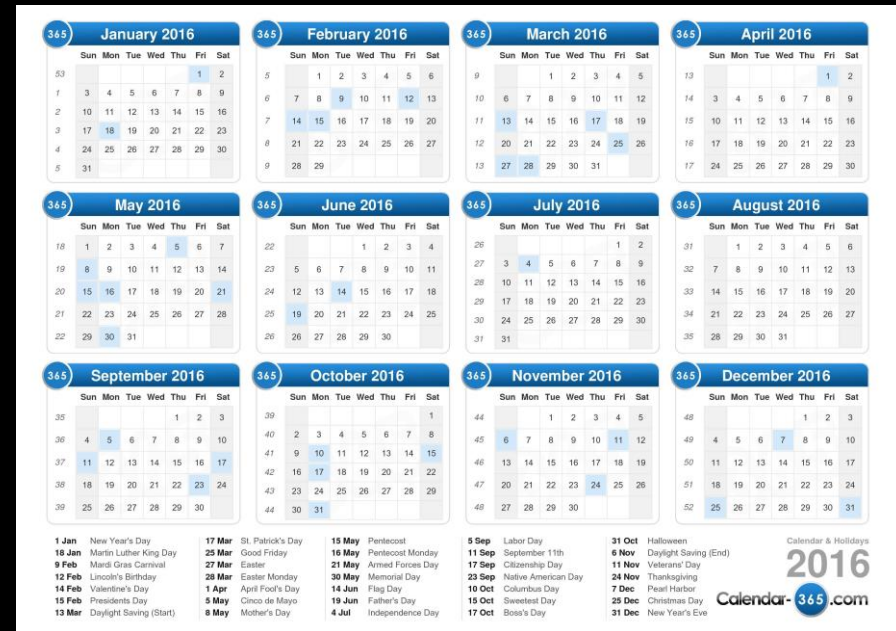 365 January 2016
Sun Mon Tue Wed Thu Fri Sat
53 1 2
1 3 4 5 6 7 8 9
2 10 11 12 13 14 15 16
3 17 18 19 20 21 22 23
4 24 25 26 27 28 29 30
5 31
365 February 2016
Sun Mon Tue Wed Thu Fri Sat
5 1 2 3 4 5 6
6 7 8 9 10 11 12 13
7 14 15 16 17 18 19 20
8 21 22 23 24 25 26 27
9 28 29
365 March 2016
Sun Mon Tue Wed Thu Fri Sat
9 1 2 3 4 5
10 6 7 8 9 10 11 12
11 13 14 15 16 17 18 19
12 20 21 22 23 24 25 26
13 27 28 29 30 31
365 April 2016
Sun Mon Tue Wed Thu Fri Sat
13 1 2
14 3 4 5 6 7 8 9
15 10 11 12 13 14 15 16
16 17 18 19 20 21 22 23
17 24 25 26 27 28 29 30
365 May 2016
Sun Mon Tue Wed Thu Fri Sat
18 1 2 3 4 5 6 7
19 8 9 10 11 12 13 14
20 15 16 17 18 19 20 21
21 22 23 24 25 26 27 28
22 29 30 31
365 June 2016
Sun Mon Tue Wed Thu Fri Sat
22 1 2 3 4
23 5 6 7 8 9 10 11
24 12 13 14 15 16 17 18
25 19 20 21 22 23 24 25
26 26 27 28 29 30
365 July 2016
Sun Mon Tue Wed Thu Fri Sat
26 1 2
27 3 4 5 6 7 8 9
28 10 11 12 13 14 15 16
29 17 18 19 20 21 22 23
30 24 25 26 27 28 29 30
31 31
365 August 2016
Sun Mon Tue Wed Thu Fri Sat
31 1 2 3 4 5 6
32 7 8 9 10 11 12 13
33 14 15 16 17 18 19 20
34 21 22 23 24 25 26 27
35 28 29 30 31
365 September 2016
Sun Mon Tue Wed Thu Fri Sat
35 1 2 3
36 4 5 6 7 8 9 10
37 11 12 13 14 15 16 17
38 18 19 20 21 22 23 24
39 25 26 27 28 29 30
365 October 2016
Sun Mon Tue Wed Thu Fri Sat
39 1
40 2 3 4 5 6 7 8
41 9 10 11 12 13 14 15
42 16 17 18 19 20 21 22
43 23 24 25 26 27 28 29
44 30 31
365 November 2016
Sun Mon Tue Wed Thu Fri Sat
44 1 2 3 4 5
45 6 7 8 9 10 11 12
46 13 14 15 16 17 18 19
47 20 21 22 23 24 25 26
48 27 28 29 30
365 December 2016
Sun Mon Tue Wed Thu Fri Sat
48 1 2 3
49 4 5 6 7 8 9 10
50 11 12 13 14 15 16 17
51 18 19 20 21 22 23 24
52 25 26 27 28 29 30 31
1 Jan New Year's Day
18 Jan Martin Luther King Day
9 Feb Mardi Gras Carnival
12 Feb Lincoln's Birthday
14 Feb Valentine's Day
15 Feb Presidents Day
13 Mar Daylight Saving (Start)
17 Mar St. Patrick's Day
25 Mar Good Friday
27 Mar Easter
28 Mar Easter Monday
1 Apr April Fool's Day
5 May Cinco de Mayo
8 May Mother's Day
15 May Pentecost
16 May Pentecost Monday
21 May Armed Forces Day
30 May Memorial Day
14 Jun Flag Day
19 Jun Father's Day
4 Jul Independence Day
5 Sep Labor Day
11 Sep September 11th
17 Sep Citizenship Day
23 Sep Native American Day
10 Oct Columbus Day
15 Oct Sweetest Day
17 Oct Boss's Day
31 Oct Halloween
6 Nov Daylight Saving (End)
11 Nov Veterans' Day
24 Nov Thanksgiving
7 Dec Pearl Harbor
25 Dec Christmas Day
31 Dec New Year's Eve
Calendar & Holidays
2016
Calendar-365.com